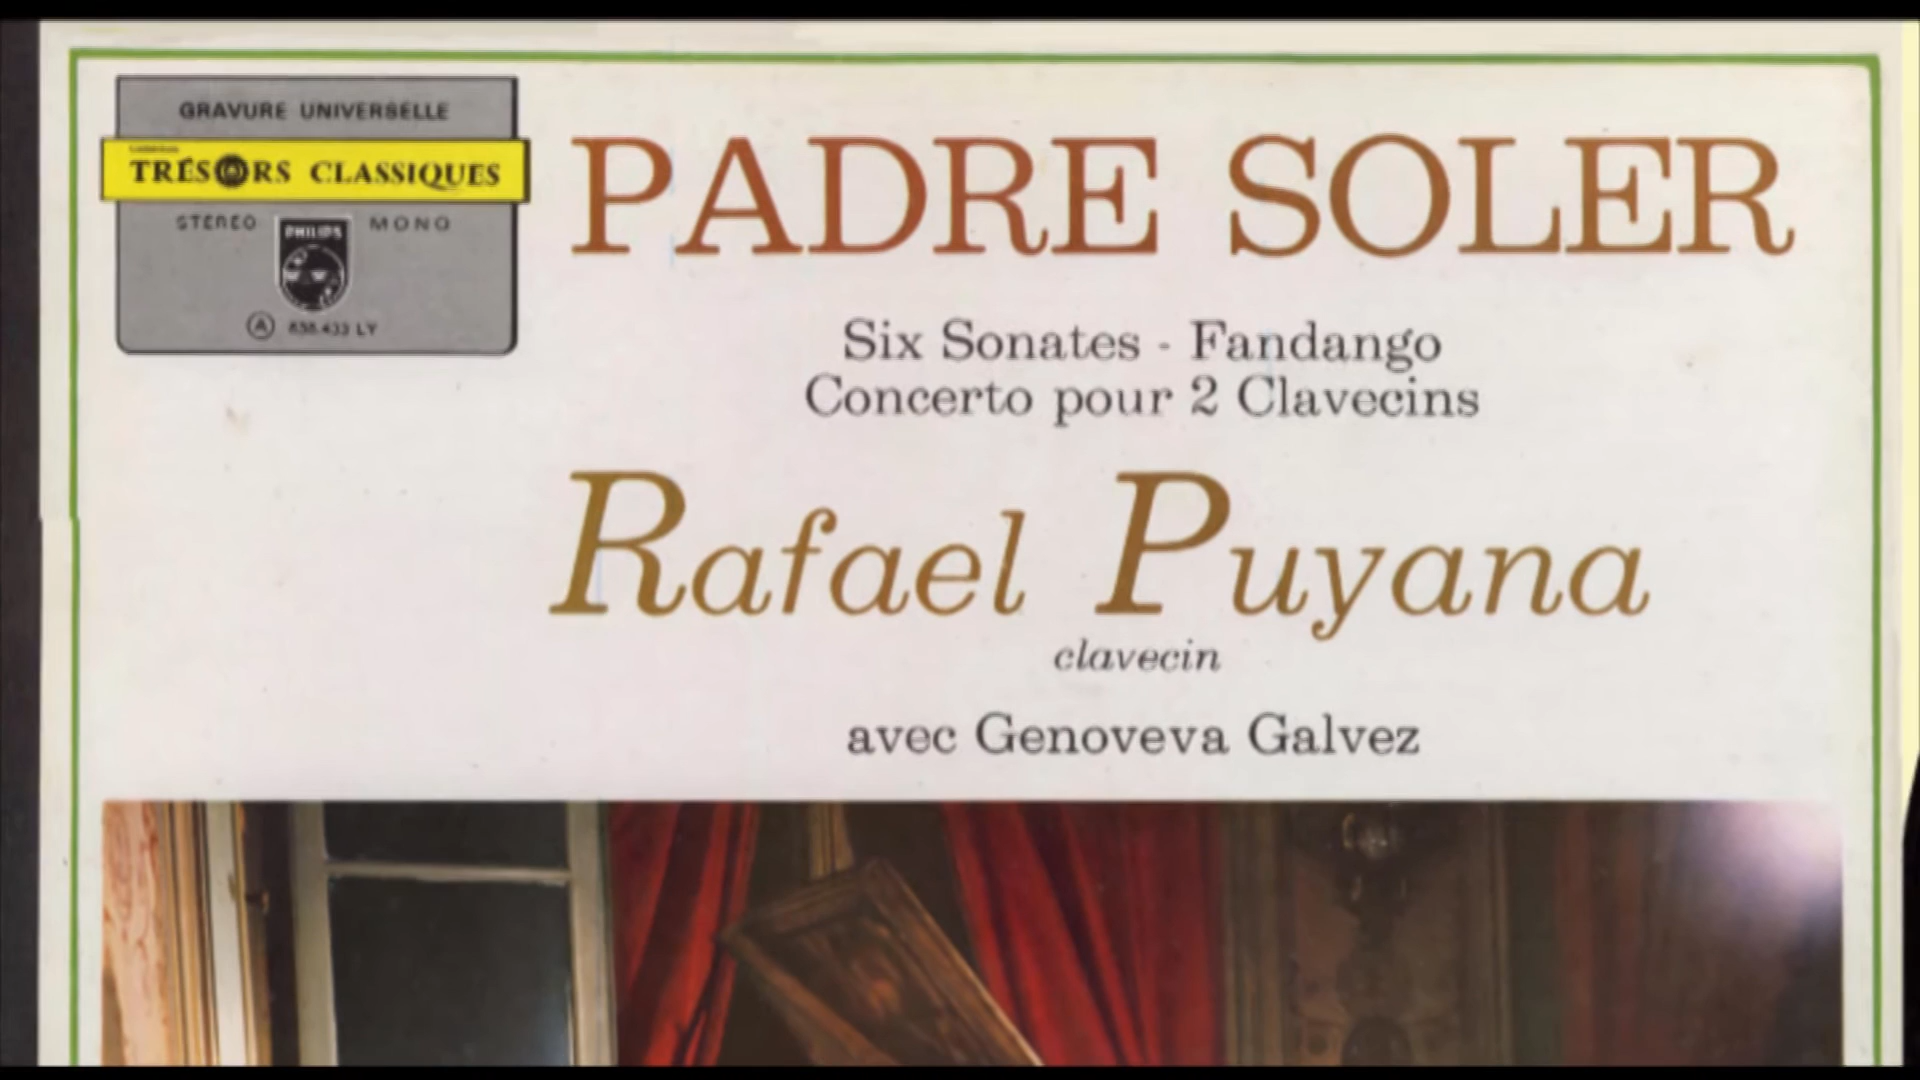 GRAVURE UNIVERSELLE
TRÉSORS CLASSIQUES
STEREO MONO
PHILIPS
A
PADRE SOLER
Six Sonates - Fandango
Concerto pour 2 Clavecins
Rafael Puyana
clavecin
avec Genoveva Galvez